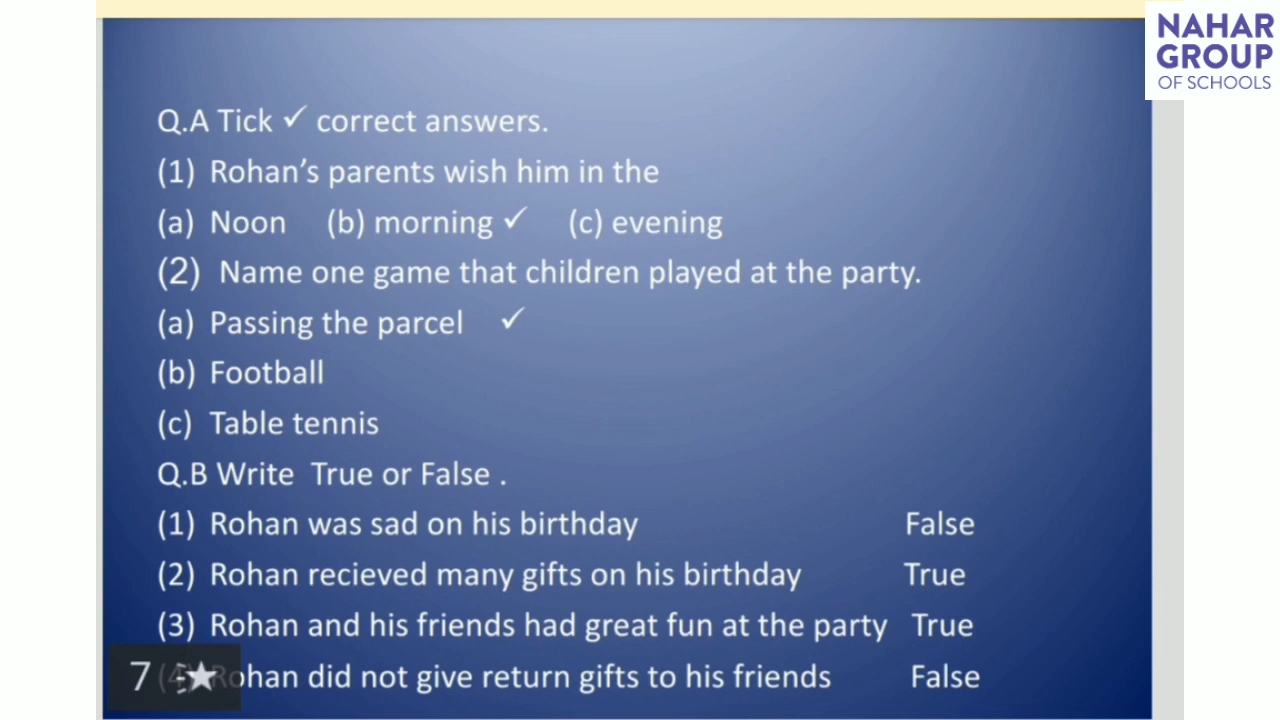 NAHAR
GROUP
OF SCHOOLS
Q.A Tick ✓ correct answers.
(1) Rohan’s parents wish him in the
(a) Noon (b) morning ✓ (c) evening
(2) Name one game that children played at the party.
(a) Passing the parcel ✓
(b) Football
(c) Table tennis
Q.B Write True or False .
(1) Rohan was sad on his birthday False
(2) Rohan recieved many gifts on his birthday True
(3) Rohan and his friends had great fun at the party True
(4) Rohan did not give return gifts to his friends False
7